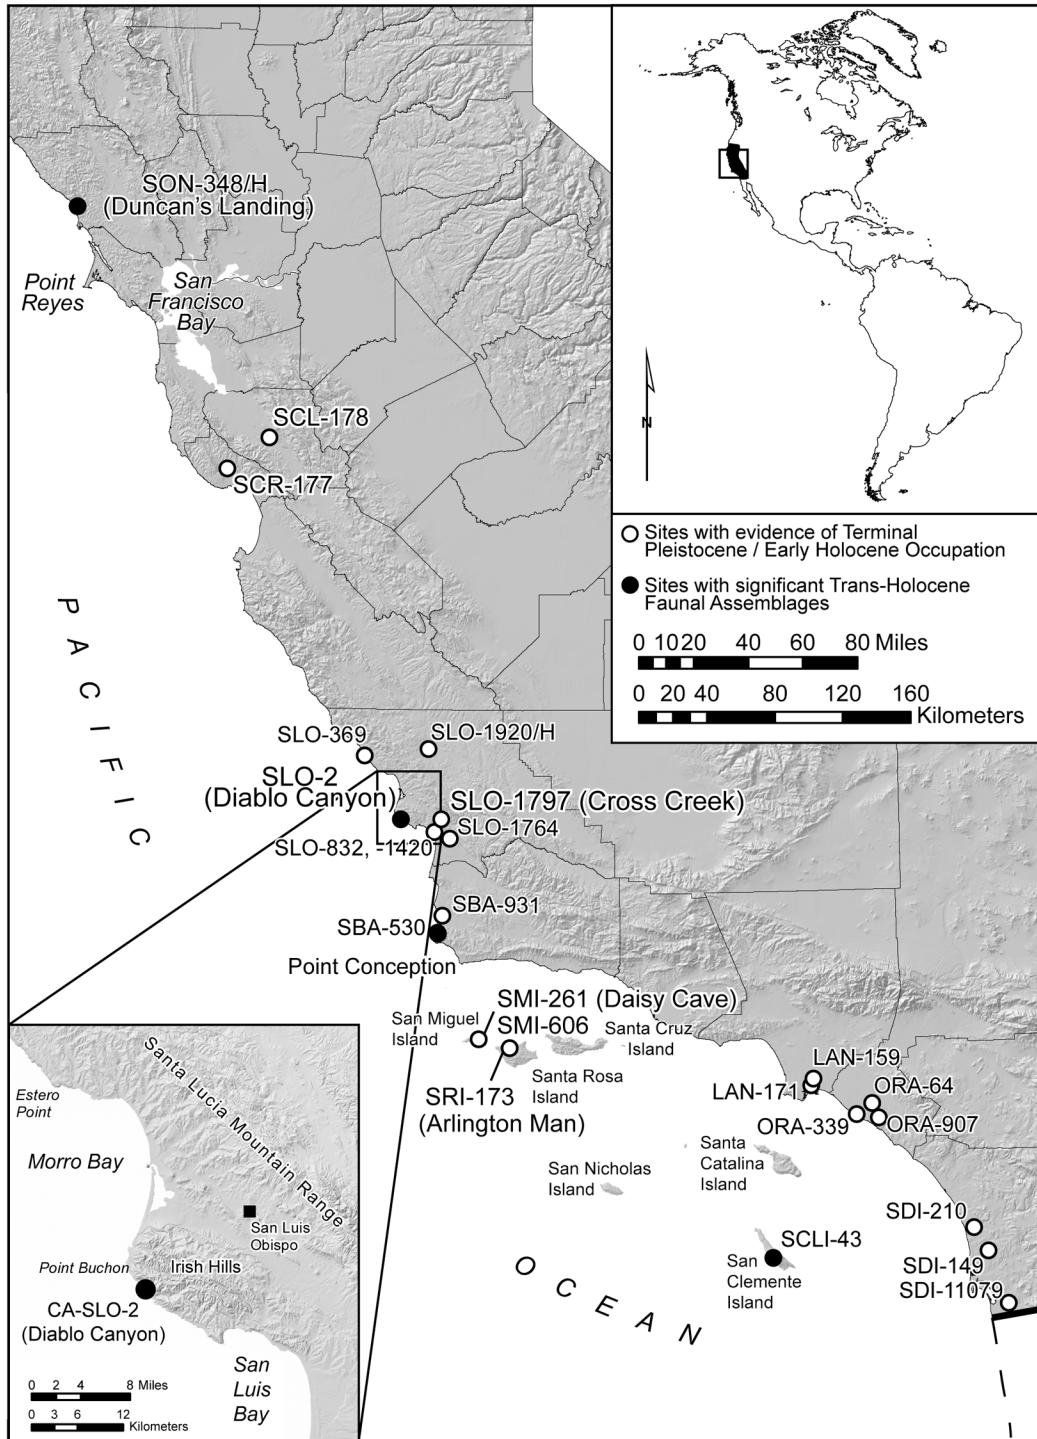 SON-348/H
(Duncan's Landing)
Point
Reyes
San
Francisco
Bay
SCL-178
SCR-177
N
Sites with evidence of Terminal
Pleistocene / Early Holocene Occupation
Sites with significant Trans-Holocene
Faunal Assemblages
0 10 20 40 60 80 Miles
0 20 40 80 120 160
Kilometers
PACIFIC
SLO-369
SLO-1920/H
SLO-2
(Diablo Canyon)
SLO-1797 (Cross Creek)
SLO-1764
SLO-832, -1420
SBA-931
SBA-530
Point Conception
SMI-261 (Daisy Cave)
San Miguel
Island
SMI-606
Santa Cruz
Island
SRI-173
(Arlington Man)
Santa Rosa
Island
LAN-159
LAN-171
ORA-64
ORA-339
ORA-907
San Nicholas
Island
Santa
Catalina
Island
SCLI-43
San
Clemente
Island
SDI-210
SDI-149
SDI-11079
OCEAN
Santa Lucia Mountain Range
Estero
Point
Morro Bay
San Luis
Obispo
Point Buchon
Irish Hills
CA-SLO-2
(Diablo Canyon)
San
Luis
Bay
0 2 4 8 Miles
0 3 6 12
Kilometers